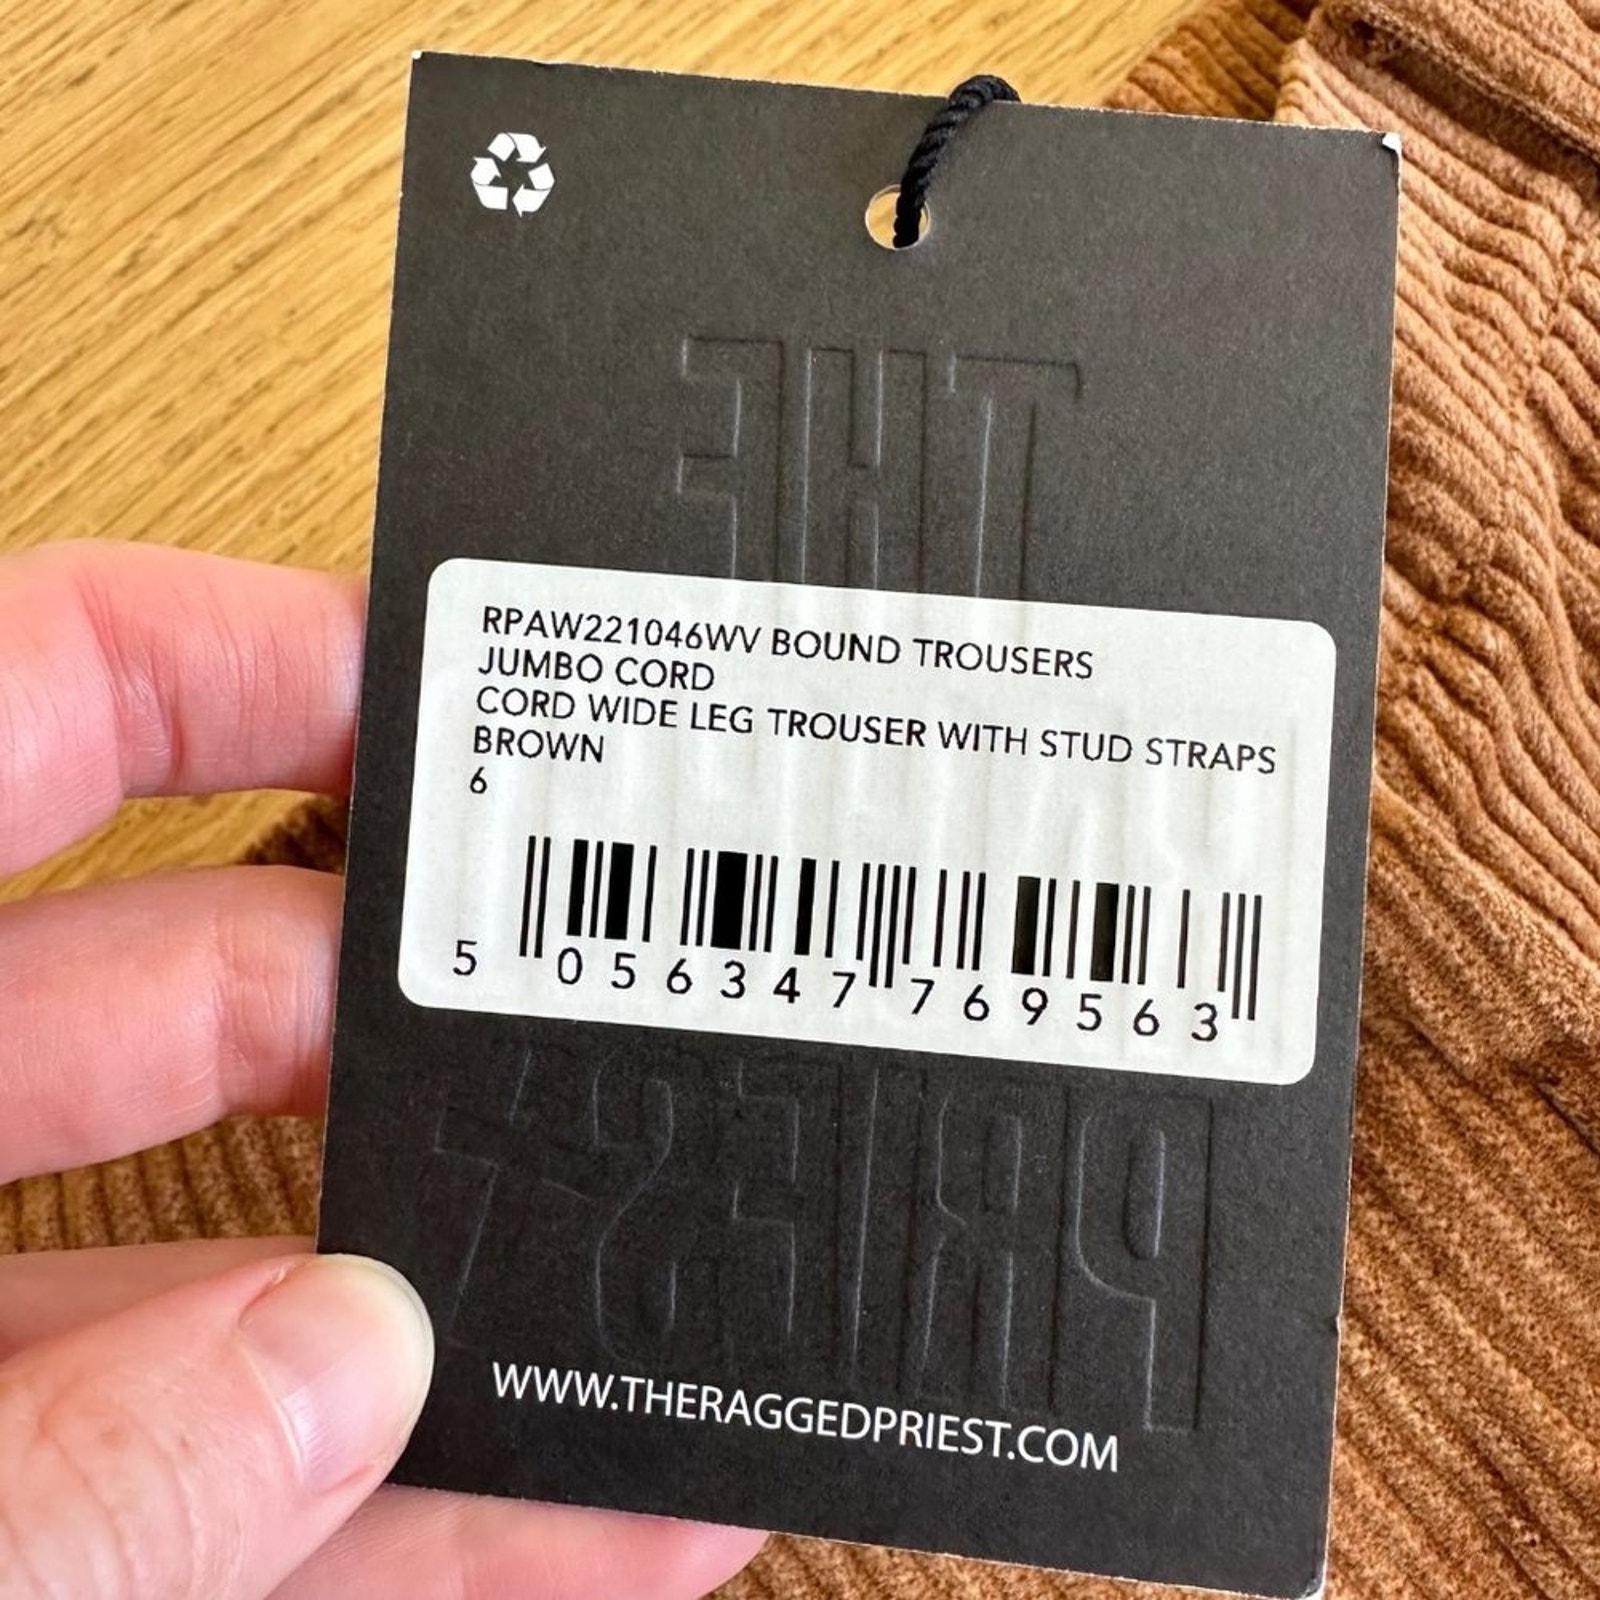 THE
RPAW221046WV BOUND TROUSERS
JUMBO CORD
CORD WIDE LEG TROUSER WITH STUD STRAPS
BROWN
6
5 056347 769563
PRIEST
WWW.THERAGGEDPRIEST.COM